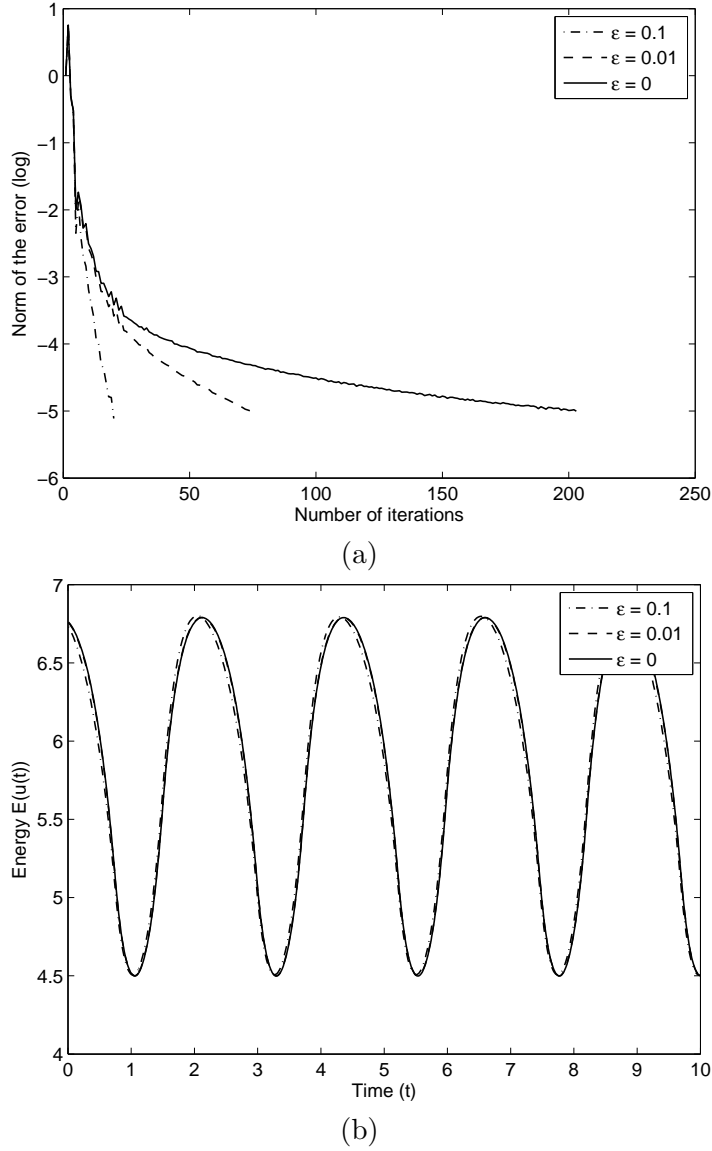 1
0
−1
−2
−3
−4
−5
−6
Norm of the error (log)
0
50
100
150
200
250
Number of iterations
ε = 0.1
ε = 0.01
ε = 0
(a)
7
6.5
6
5.5
5
4.5
4
Energy E(u(t))
0
1
2
3
4
5
6
7
8
9
10
Time (t)
ε = 0.1
ε = 0.01
ε = 0
(b)